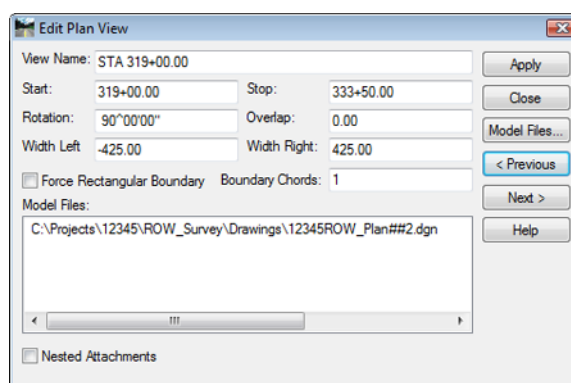 Edit Plan View
View Name: STA 319+00.00
Start: 319+00.00 Stop: 333+50.00
Rotation: 90^00'00" Overlap: 0.00
Width Left -425.00 Width Right: 425.00
Force Rectangular Boundary Boundary Chords: 1
Model Files:
C:\Projects\12345\ROW_Survey\Drawings\12345ROW_Plan##2.dgn
Nested Attachments
Apply
Close
Model Files...
< Previous
Next >
Help